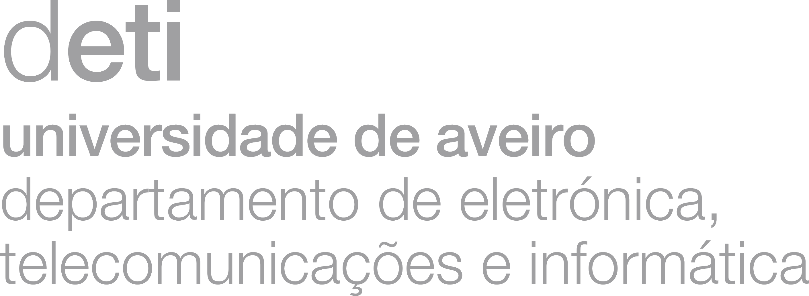 deti
universidade de aveiro
departamento de eletrónica,
telecomunicações e informática